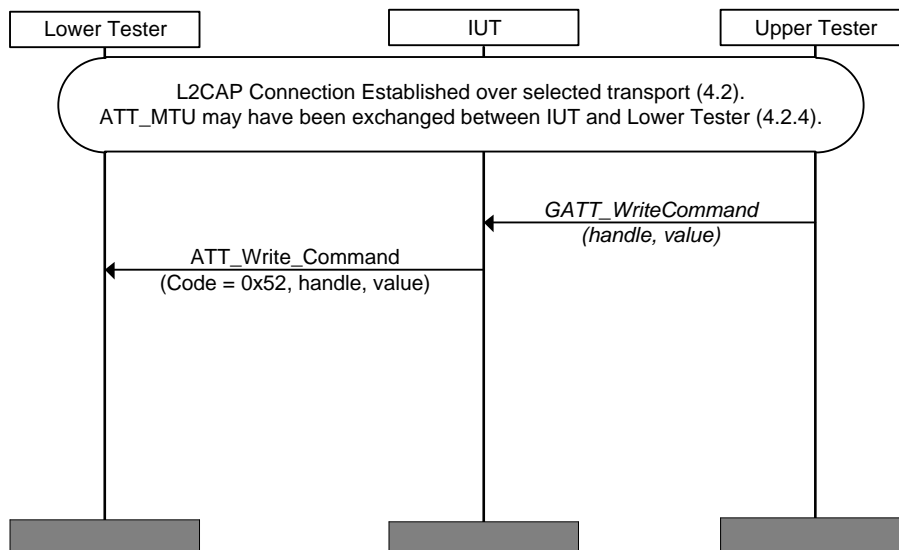 Lower Tester
IUT
Upper Tester
L2CAP Connection Established over selected transport (4.2).
ATT_MTU may have been exchanged between IUT and Lower Tester (4.2.4).
GATT_WriteCommand
(handle, value)
ATT_Write_Command
(Code = 0x52, handle, value)